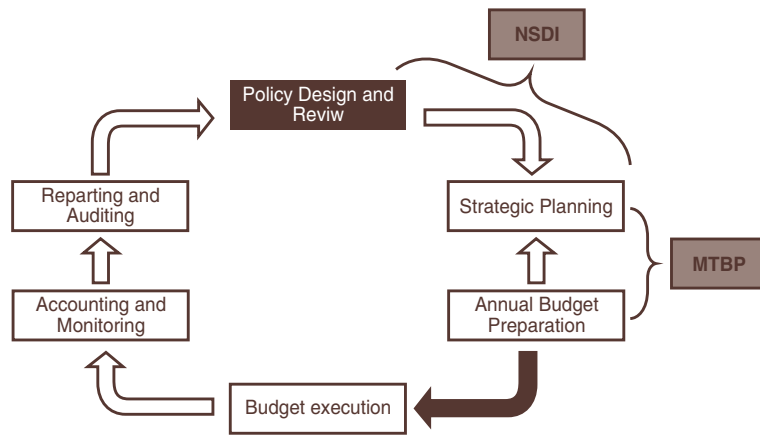 NSDI
Policy Design and
Reviw
Reparting and
Auditing
Strategic Planning
MTBP
Accounting and
Monitoring
Annual Budget
Preparation
Budget execution